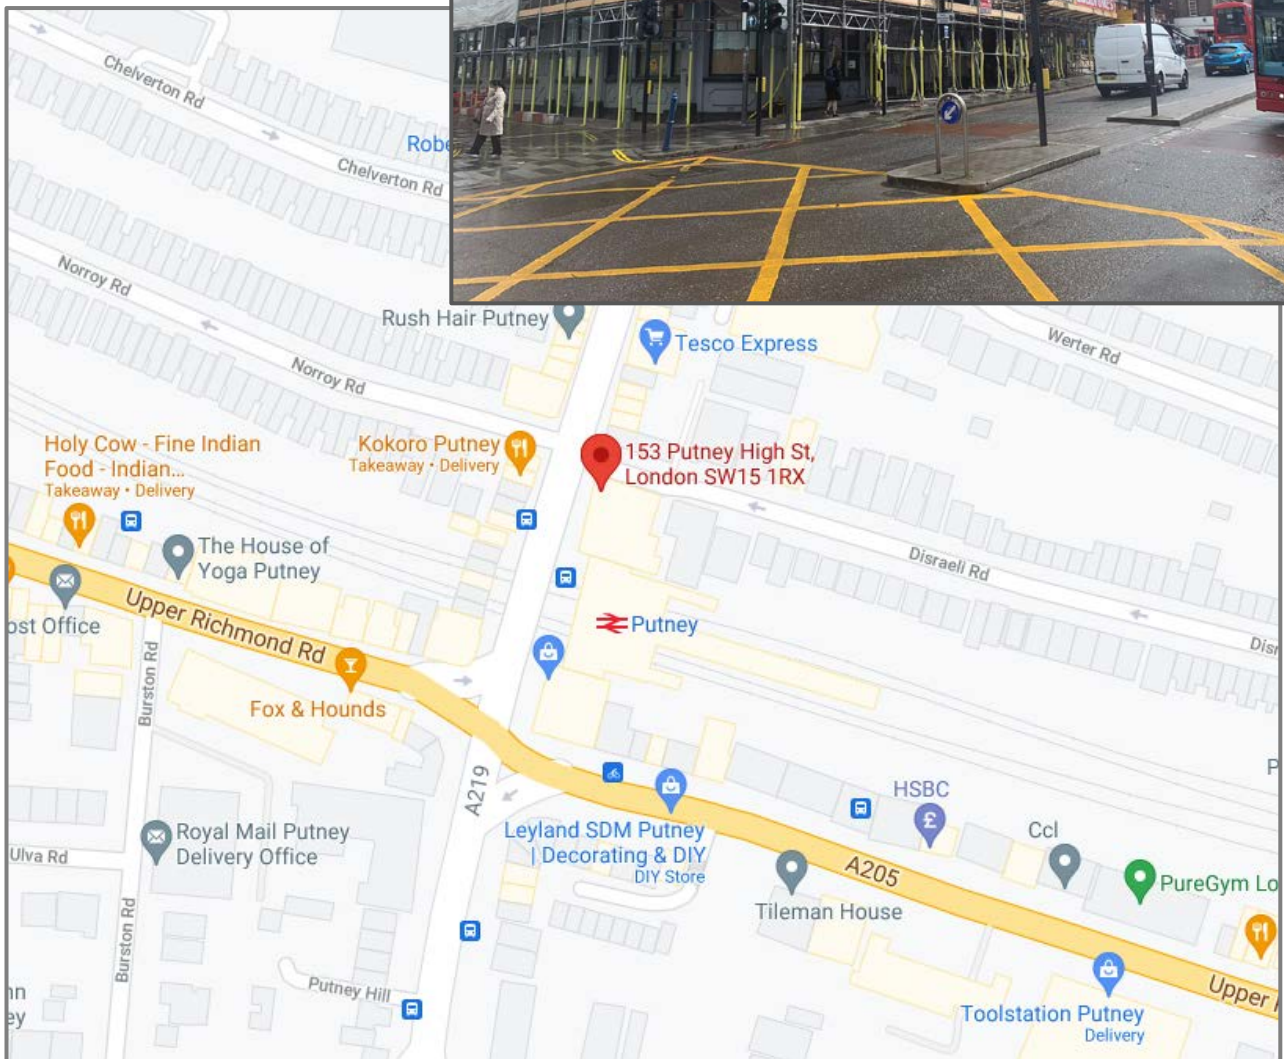 Chelverton Rd
Chelverton Rd
Robe
Norroy Rd
Norroy Rd
Rush Hair Putney
Tesco Express
Werter Rd
Holy Cow - Fine Indian
Food - Indian...
Takeaway • Delivery
Kokoro Putney
Takeaway • Delivery
153 Putney High St,
London SW15 1RX
The House of
Yoga Putney
Disraeli Rd
Disr
ost Office
Upper Richmond Rd
Putney
Burston Rd
Fox & Hounds
A219
P
HSBC
£
Ccl
Leyland SDM Putney
| Decorating & DIY
DIY Store
Royal Mail Putney
Delivery Office
Ulva Rd
A205
PureGym Lo
Tileman House
Burston Rd
Putney Hill
nn
ey
Upper
Toolstation Putney
Delivery